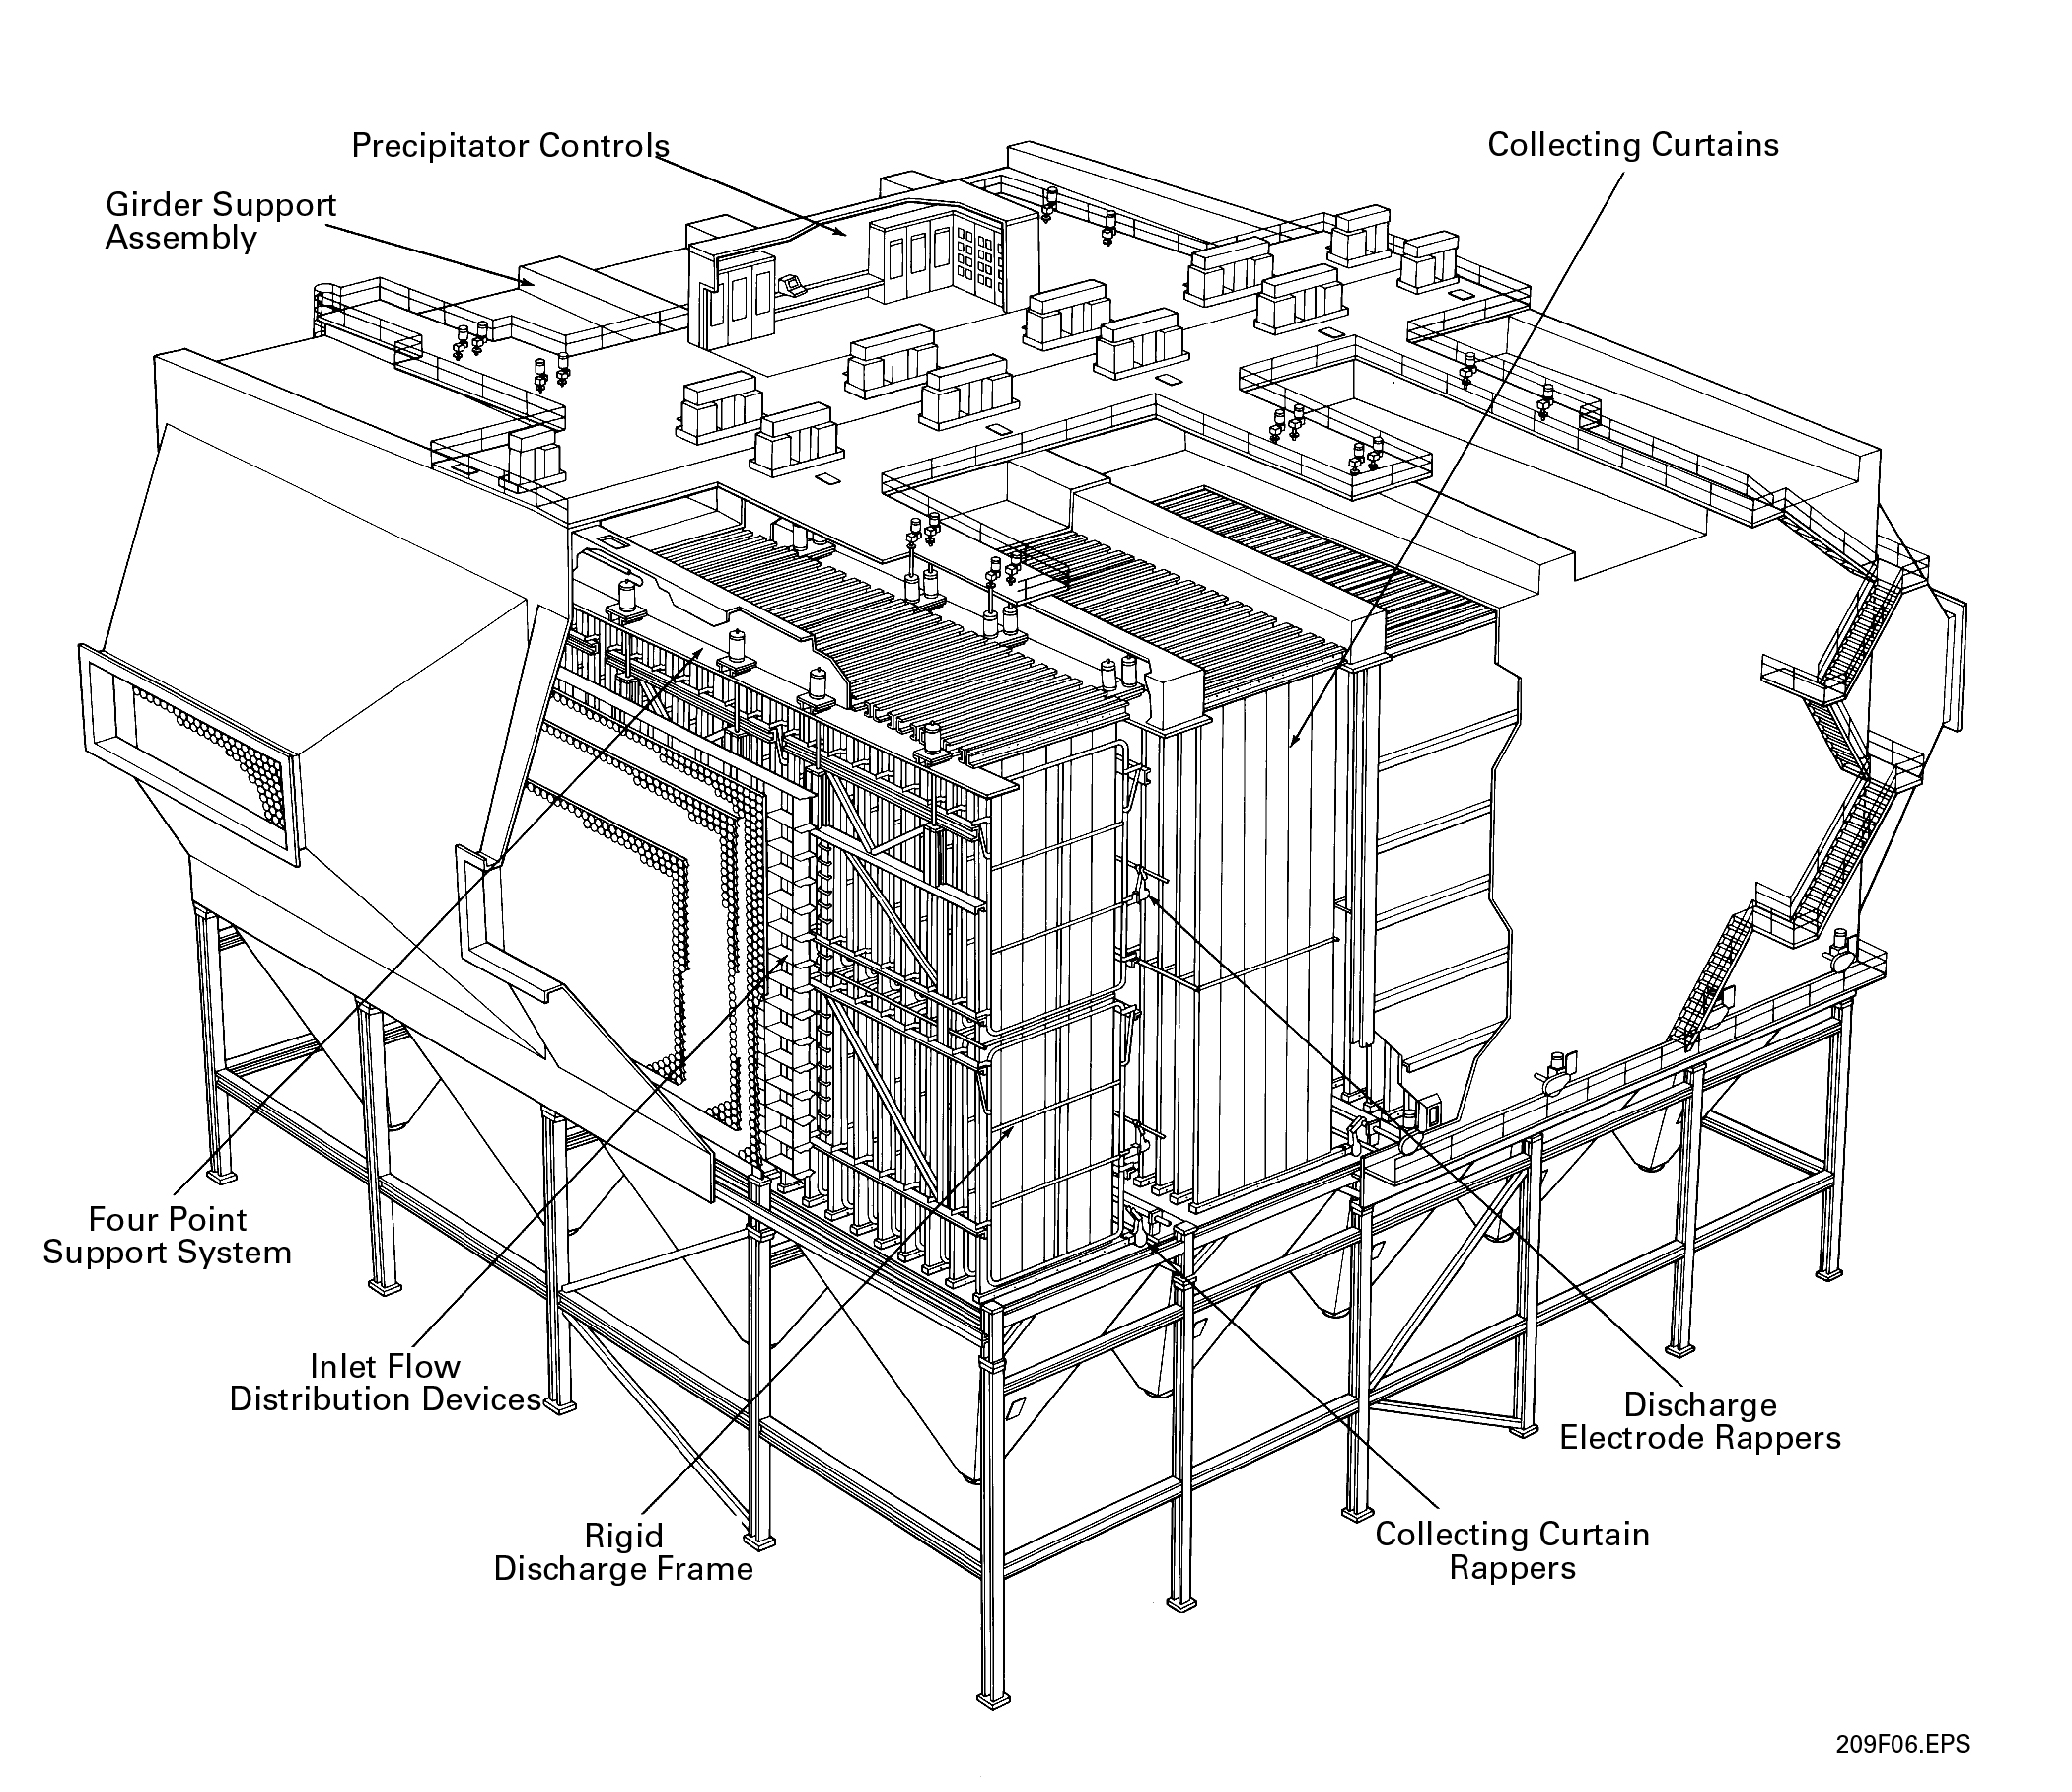 Precipitator Controls
Collecting Curtains
Girder Support
Assembly
Four Point
Support System
Inlet Flow
Distribution Devices
Discharge
Electrode Rappers
Rigid
Discharge Frame
Collecting Curtain
Rappers
209F06.EPS